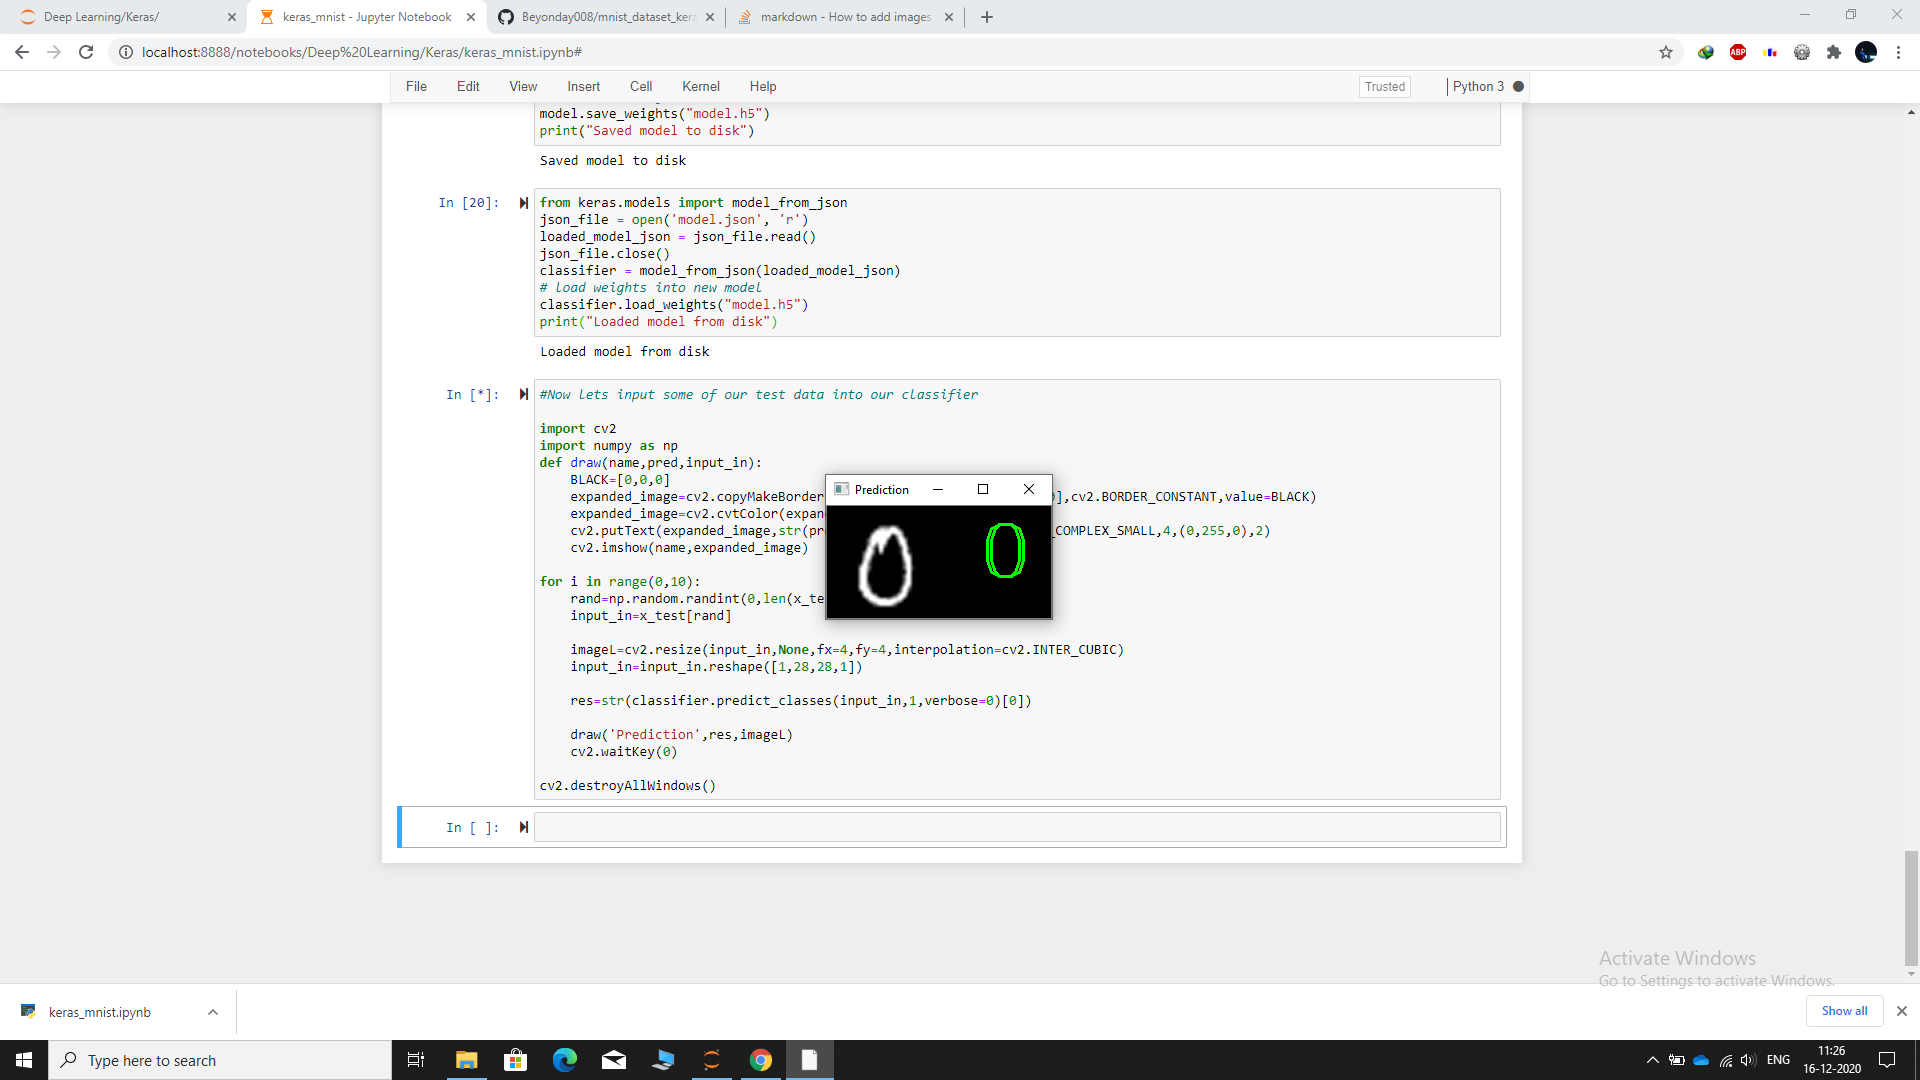 Deep Learning/Keras/
keras_mnist - Jupyter Notebook
Beyonday008/mnist_dataset_kera
markdown - How to add images
localhost:8888/notebooks/Deep%20Learning/Keras/keras_mnist.ipynb#
ABP
File Edit View Insert Cell Kernel Help
Trusted
Python 3
model.save_weights("model.h5")
print("Saved model to disk")
Saved model to disk
In [20]:
from keras.models import model_from_json
json_file = open('model.json', 'r')
loaded_model_json = json_file.read()
json_file.close()
classifier = model_from_json(loaded_model_json)
# load weights into new model
classifier.load_weights("model.h5")
print("Loaded model from disk")
Loaded model from disk
In [*]:
#Now lets input some of our test data into our classifier
import cv2
import numpy as np
def draw(name,pred,input_in):
BLACK=[0,0,0]
expanded_image=cv2.copyMakeBorder ],cv2.BORDER_CONSTANT,value=BLACK)
expanded_image=cv2.cvtColor(expan
cv2.putText(expanded_image,str(pr _COMPLEX_SMALL,4,(0,255,0),2)
cv2.imshow(name,expanded_image)
for i in range(0,10):
rand=np.random.randint(0,len(x_te
input_in=x_test[rand]
imageL=cv2.resize(input_in,None,fx=4,fy=4,interpolation=cv2.INTER_CUBIC)
input_in=input_in.reshape([1,28,28,1])
res=str(classifier.predict_classes(input_in,1,verbose=0)[0])
draw('Prediction',res,imageL)
cv2.waitKey(0)
cv2.destroyAllWindows()
Prediction
0 0
In [ ]:
Activate Windows
Go to Settings to activate Windows.
keras_mnist.ipynb
Show all
Type here to search
ENG
11:26
16-12-2020